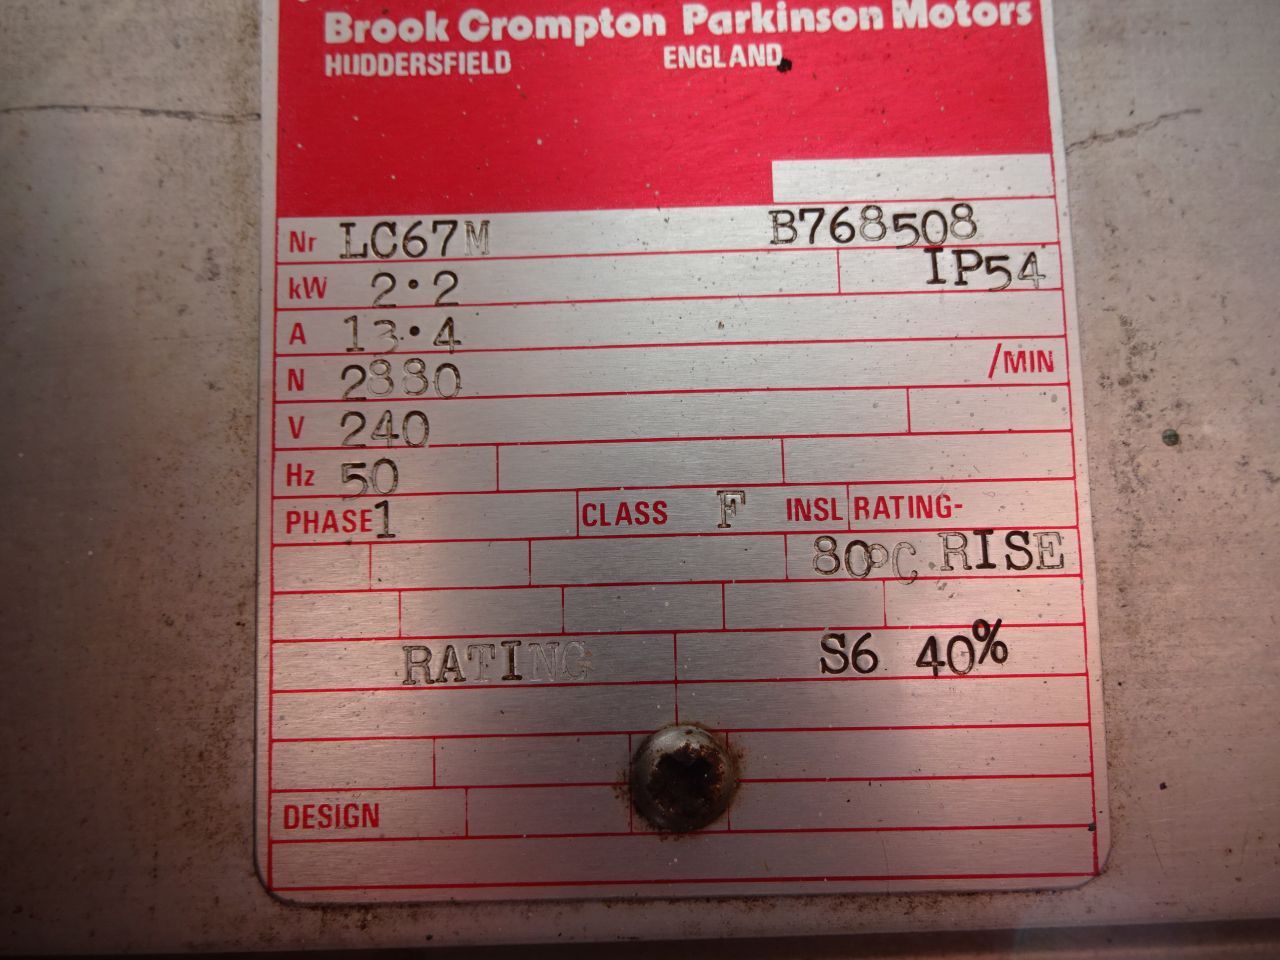 Brook Crompton Parkinson Motors
HUDDERSFIELD ENGLAND
Nr LC67M B768508
kW 2·2 IP54
A 13·4
N 2880 /MIN
V 240
Hz 50
PHASE 1 CLASS F INSL RATING-
80°C RISE
RATING S6 40%
DESIGN